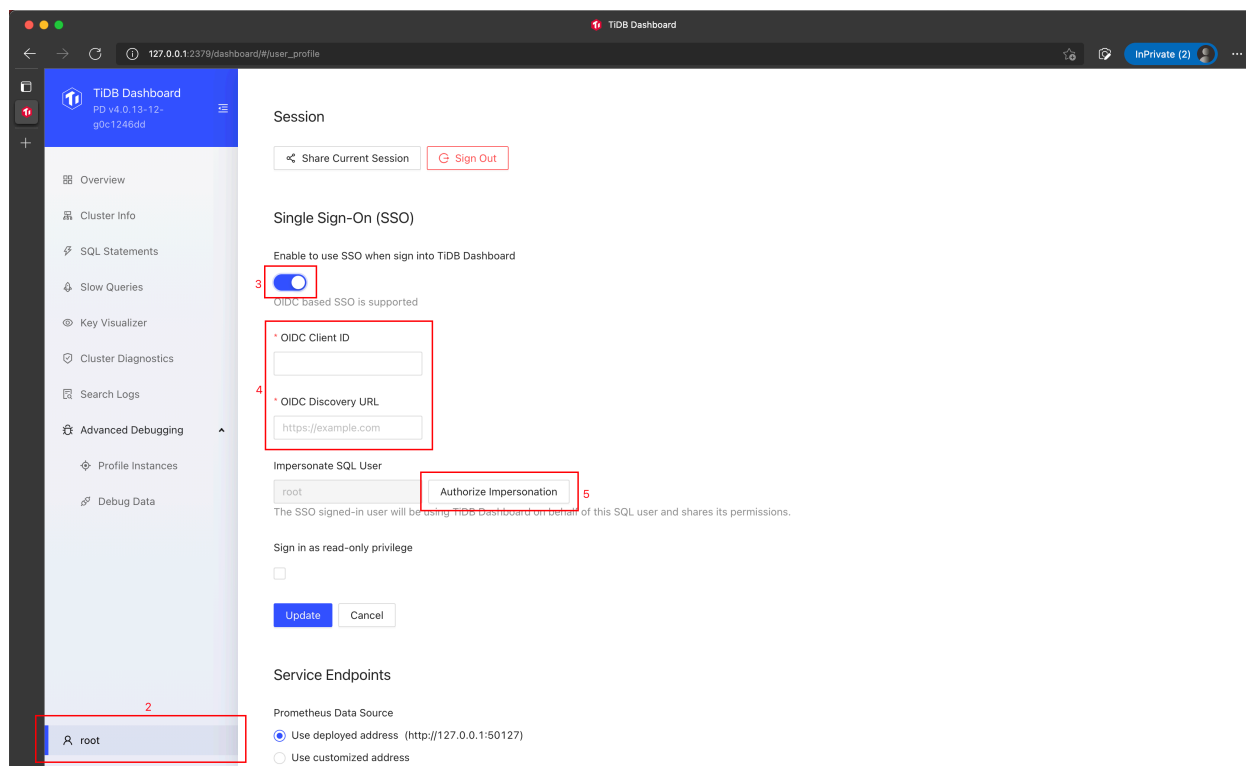 TiDB Dashboard
127.0.0.1:2379/dashboard/#/user_profile
InPrivate (2)
TiDB Dashboard
PD v4.0.13-12-
g0c1246dd
Overview
Cluster Info
SQL Statements
Slow Queries
Key Visualizer
Cluster Diagnostics
Search Logs
Advanced Debugging
Profile Instances
Debug Data
2
root
Session
Share Current Session
Sign Out
Single Sign-On (SSO)
Enable to use SSO when sign into TiDB Dashboard
3
OIDC based SSO is supported
* OIDC Client ID
4
* OIDC Discovery URL
https://example.com
Impersonate SQL User
root
Authorize Impersonation
5
The SSO signed-in user will be using TiDB Dashboard on behalf of this SQL user and shares its permissions.
Sign in as read-only privilege
Update
Cancel
Service Endpoints
Prometheus Data Source
Use deployed address (http://127.0.0.1:50127)
Use customized address